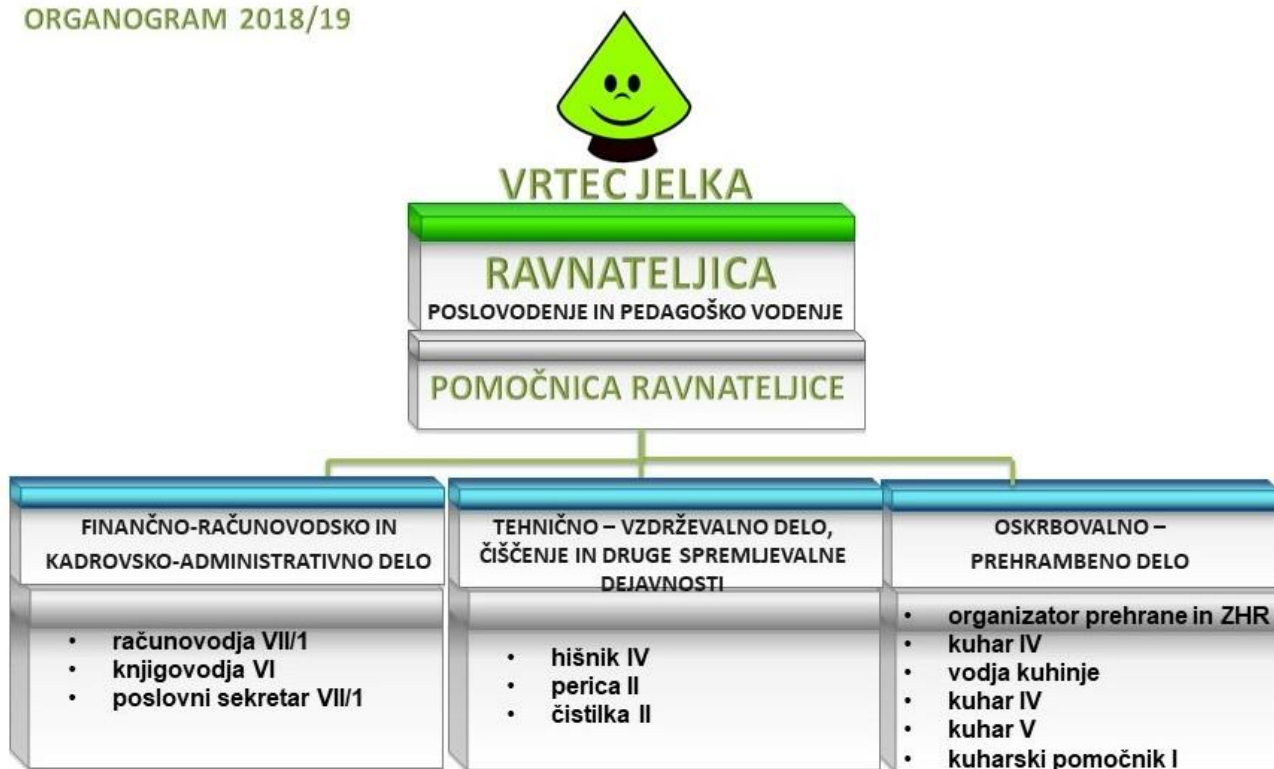 ORGANOGRAM 2018/19
VRTEC JELKA
RAVNATELJICA
POSLOVODENJE IN PEDAGOŠKO VODENJE
POMOČNICA RAVNATELJICE
FINANČNO-RAČUNOVODSKO IN
KADROVSKO-ADMINISTRATIVNO DELO
• računovodja VII/1
• knjigovodja VI
• poslovni sekretar VII/1
TEHNIČNO – VZDRŽEVALNO DELO,
ČIŠČENJE IN DRUGE SPREMLJEVALNE
DEJAVNOSTI
• hišnik IV
• perica II
• čistilka II
OSKRBOVALNO –
PREHRAMBENO DELO
• organizator prehrane in ZHR
• kuhar IV
• vodja kuhinje
• kuhar IV
• kuhar V
• kuharski pomočnik I